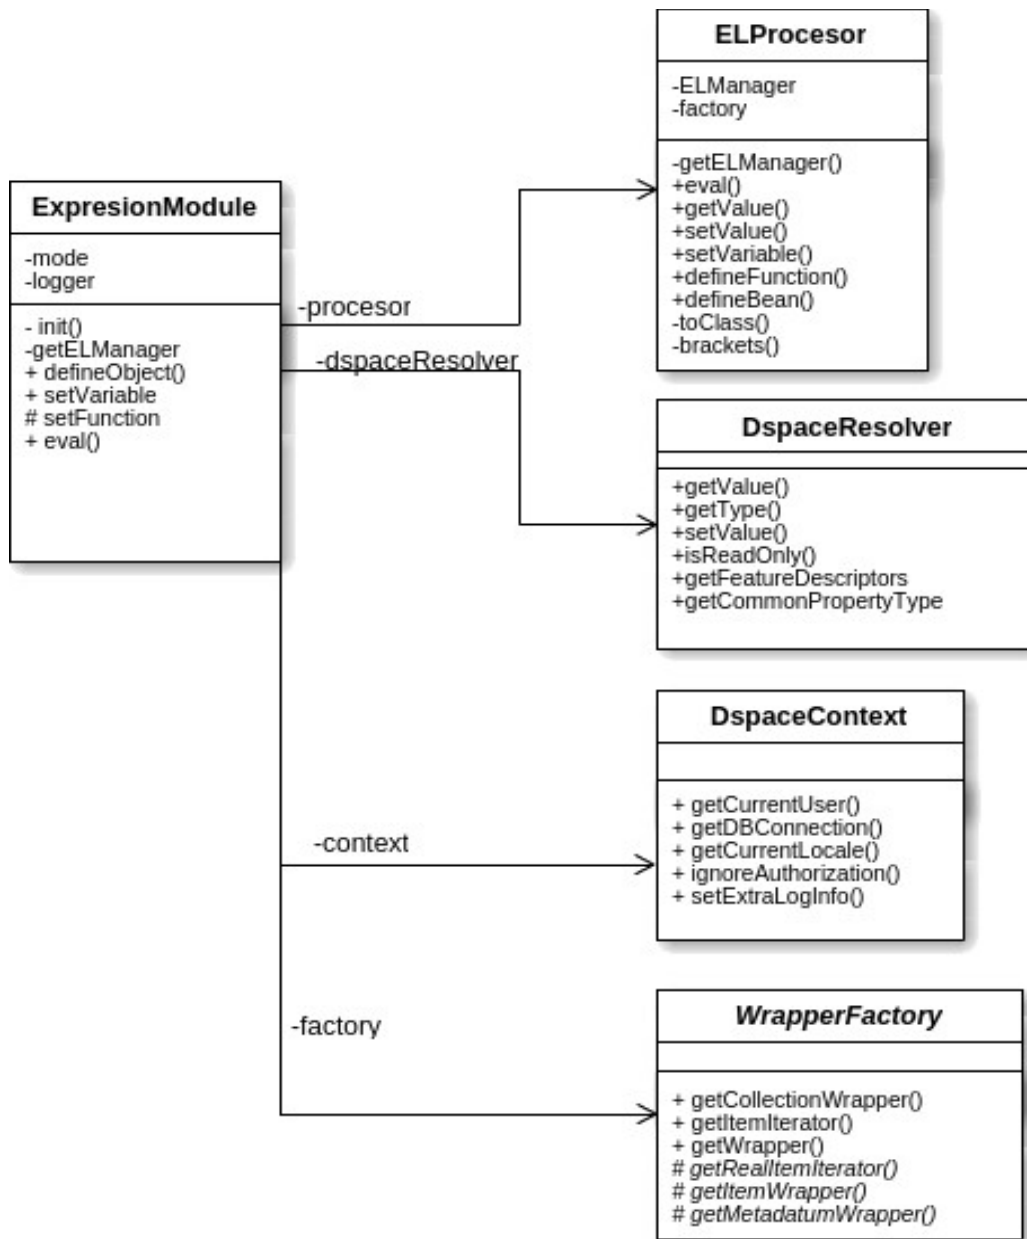 ELProcesor
-ELManager
-factory
-getELManager()
+eval()
+getValue()
+setValue()
+setVariable()
+defineFunction()
+defineBean()
-toClass()
-brackets()
ExpresionModule
-mode
-logger
- init()
-getELManager
+ defineObject()
+ setVariable
# setFunction
+ eval()
-procesor
-dspaceResolver
DspaceResolver
+getValue()
+getType()
+setValue()
+isReadOnly()
+getFeatureDescriptors
+getCommonPropertyType
DspaceContext
+ getCurrentUser()
+ getDBConnection()
+ getCurrentLocale()
+ ignoreAuthorization()
+ setExtraLogInfo()
-context
-factory
WrapperFactory
+ getCollectionWrapper()
+ getItemIterator()
+ getWrapper()
# getRealItemIterator()
# getItemWrapper()
# getMetadatumWrapper()